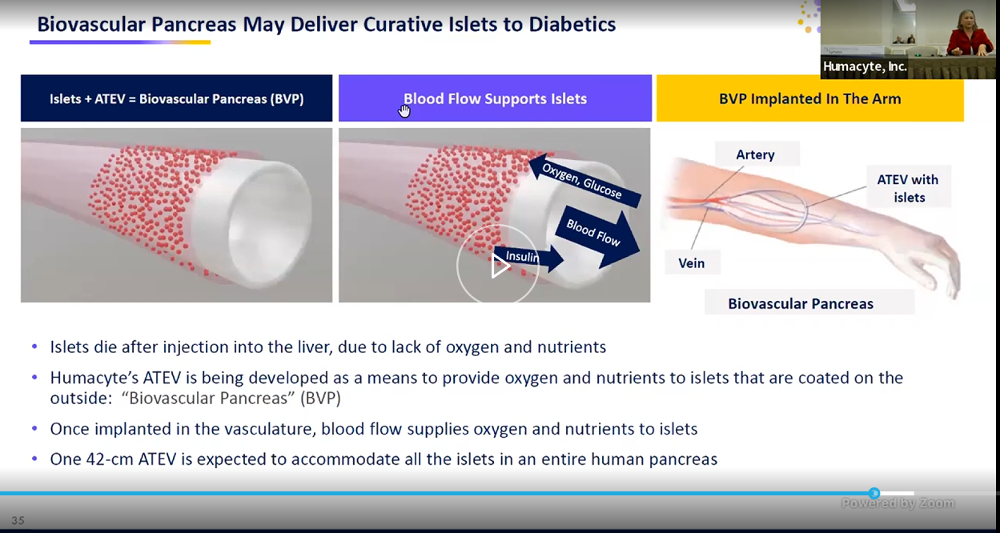 Biovascular Pancreas May Deliver Curative Islets to Diabetics
Humacyte, Inc.
Islets + ATEV = Biovascular Pancreas (BVP)
Blood Flow Supports Islets
BVP Implanted In The Arm
Oxygen, Glucose
Blood Flow
Insulin
Artery
ATEV with
islets
Vein
Biovascular Pancreas
• Islets die after injection into the liver, due to lack of oxygen and nutrients
• Humacyte’s ATEV is being developed as a means to provide oxygen and nutrients to islets that are coated on the
outside: “Biovascular Pancreas” (BVP)
• Once implanted in the vasculature, blood flow supplies oxygen and nutrients to islets
• One 42-cm ATEV is expected to accommodate all the islets in an entire human pancreas
Powered by Zoom
35